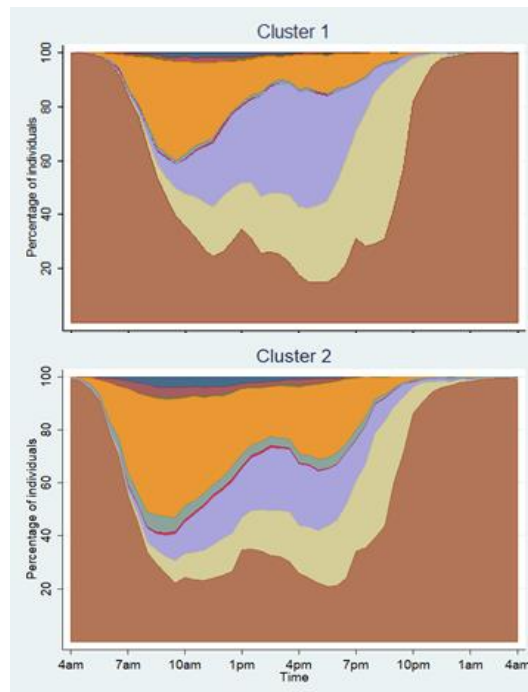 Cluster 1
Percentage of individuals
100
80
60
40
20
Cluster 2
Percentage of individuals
100
80
60
40
20
4am 7am 10am 1pm 4pm 7pm 10pm 1am 4am
Time